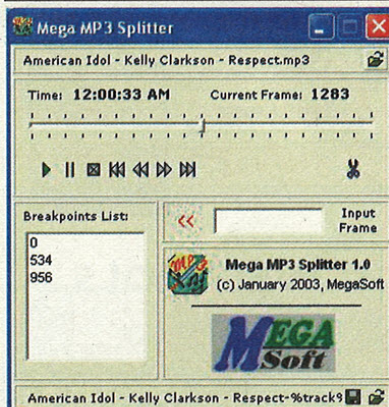 Mega MP3 Splitter
American Idol - Kelly Clarkson - Respect.mp3
Time: 12:00:33 AM Current Frame: 1283
Breakpoints List:
0
534
956
<< Input Frame
mp3
Mega MP3 Splitter 1.0
(c) January 2003, MegaSoft
MEGA
Soft
American Idol - Kelly Clarkson - Respect-%track9